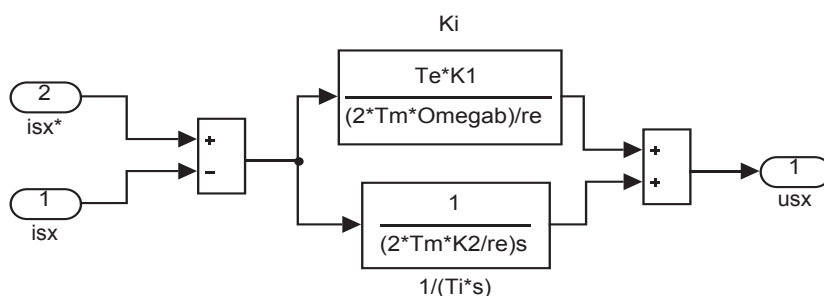 Ki
Te*K1
(2*Tm*Omegab)/re
2
isx*
+
-
1
isx
+
+
1
usx
1
(2*Tm*K2/re)s
1/(Ti*s)